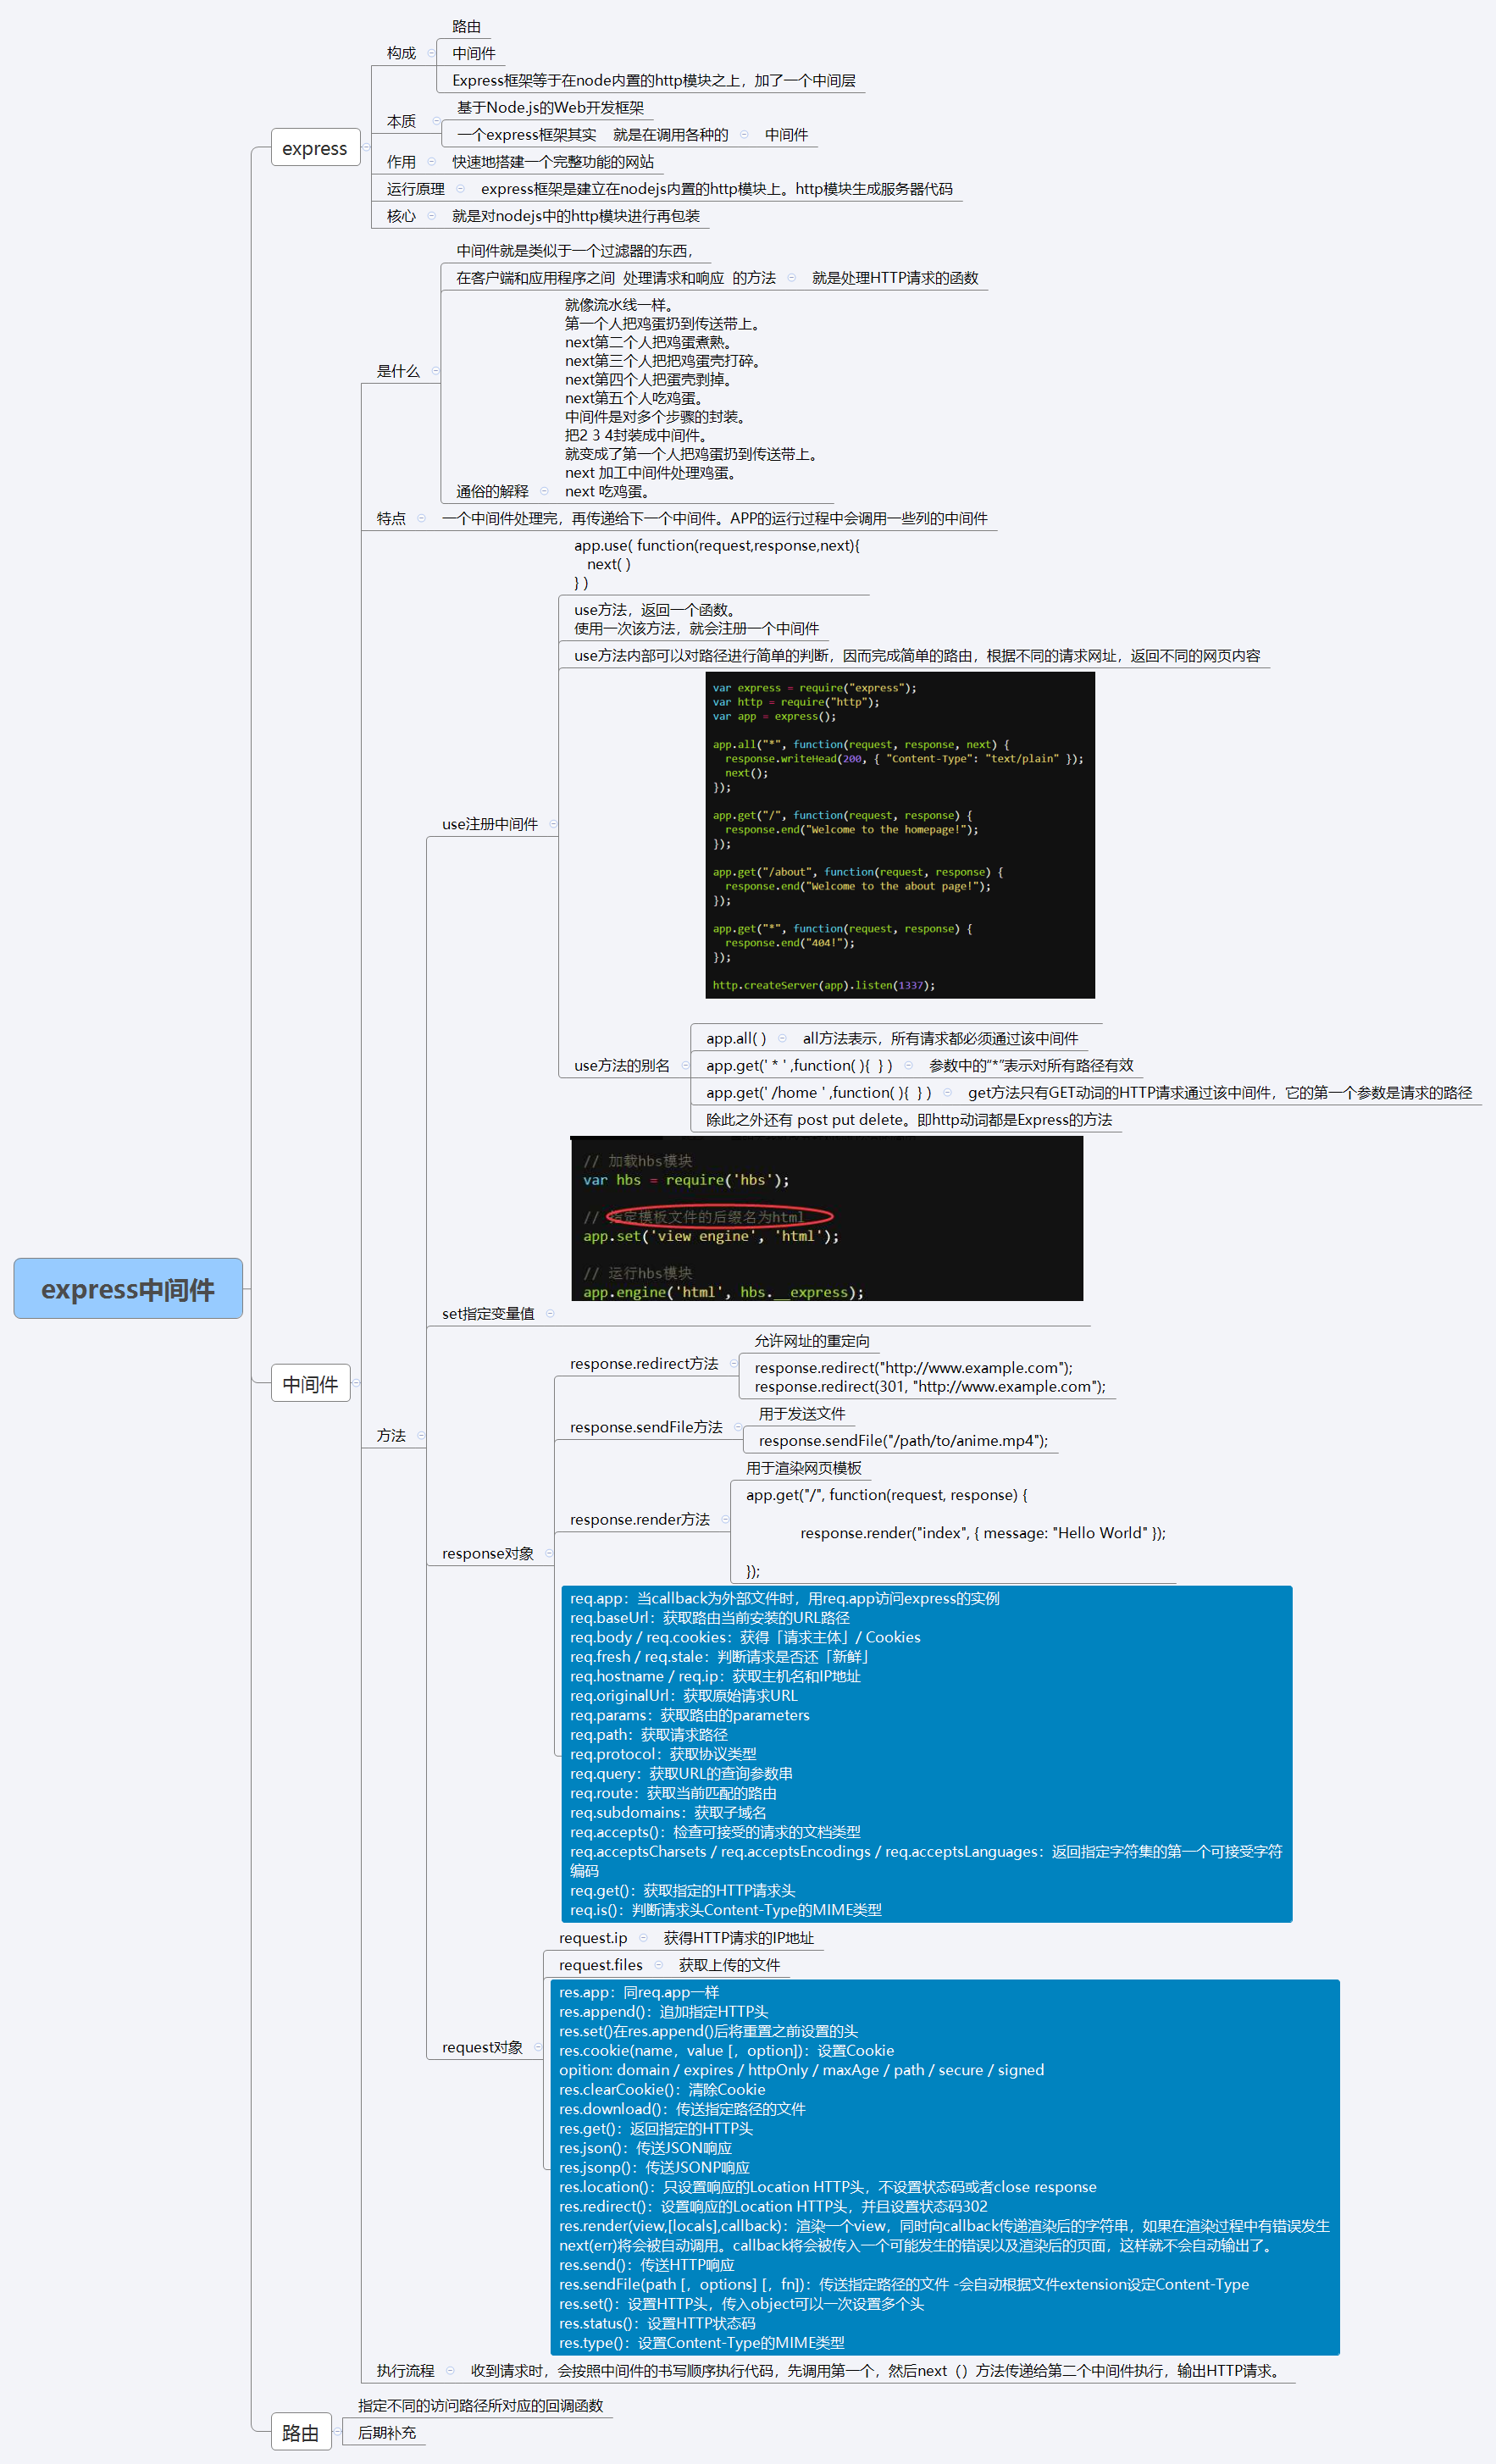 express中间件
express
构成
路由
中间件
Express框架等于在node内置的http模块之上，加了一个中间层
本质
基于Node.js的Web开发框架
一个express框架其实    就是在调用各种的
中间件
作用
快速地搭建一个完整功能的网站
运行原理
express框架是建立在nodejs内置的http模块上。http模块生成服务器代码
核心
就是对nodejs中的http模块进行再包装
中间件
是什么
中间件就是类似于一个过滤器的东西，
在客户端和应用程序之间  处理请求和响应  的方法
就是处理HTTP请求的函数
通俗的解释
就像流水线一样。
第一个人把鸡蛋扔到传送带上。
next第二个人把鸡蛋煮熟。
next第三个人把把鸡蛋壳打碎。
next第四个人把蛋壳剥掉。
next第五个人吃鸡蛋。
中间件是对多个步骤的封装。
把2 3 4封装成中间件。
就变成了第一个人把鸡蛋扔到传送带上。
next 加工中间件处理鸡蛋。
next 吃鸡蛋。
特点
一个中间件处理完，再传递给下一个中间件。APP的运行过程中会调用一些列的中间件
方法
use注册中间件
app.use( function(request,response,next){
next( )
} )
use方法，返回一个函数。
使用一次该方法，就会注册一个中间件
use方法内部可以对路径进行简单的判断，因而完成简单的路由，根据不同的请求网址，返回不同的网页内容
use方法的别名
var express = require("express");
var http = require("http");
var app = express();
app.all("*", function(request, response, next) {
response.writeHead(200, { "Content-Type": "text/plain" });
next();
});
app.get("/", function(request, response) {
response.end("Welcome to the homepage!");
});
app.get("/about", function(request, response) {
response.end("Welcome to the about page!");
});
app.get("*", function(request, response) {
response.end("404!");
});
http.createServer(app).listen(1337);
app.all( )
all方法表示，所有请求都必须通过该中间件
app.get(' * ' ,function( ){  } )
参数中的“*”表示对所有路径有效
app.get(' /home ' ,function( ){  } )
get方法只有GET动词的HTTP请求通过该中间件，它的第一个参数是请求的路径
除此之外还有 post put delete。即http动词都是Express的方法
set指定变量值
// 加载hbs模块
var hbs = require('hbs');
// 指定模板文件的后缀名为html
app.set('view engine', 'html');
// 运行hbs模块
app.engine('html', hbs.__express);
response对象
response.redirect方法
允许网址的重定向
response.redirect("http://www.example.com");
response.redirect(301, "http://www.example.com");
response.sendFile方法
用于发送文件
response.sendFile("/path/to/anime.mp4");
response.render方法
用于渲染网页模板
app.get("/", function(request, response) {
response.render("index", { message: "Hello World" });
});
req.app：当callback为外部文件时，用req.app访问express的实例
req.baseUrl：获取路由当前安装的URL路径
req.body / req.cookies：获得「请求主体」/ Cookies
req.fresh / req.stale：判断请求是否还「新鲜」
req.hostname / req.ip：获取主机名和IP地址
req.originalUrl：获取原始请求URL
req.params：获取路由的parameters
req.path：获取请求路径
req.protocol：获取协议类型
req.query：获取URL的查询参数串
req.route：获取当前匹配的路由
req.subdomains：获取子域名
req.accepts()：检查可接受的请求的文档类型
req.acceptsCharsets / req.acceptsEncodings / req.acceptsLanguages：返回指定字符集的第一个可接受字符
编码
req.get()：获取指定的HTTP请求头
req.is()：判断请求头Content-Type的MIME类型
request对象
request.ip
获得HTTP请求的IP地址
request.files
获取上传的文件
res.app：同req.app一样
res.append()：追加指定HTTP头
res.set()在res.append()后将重置之前设置的头
res.cookie(name，value [，option])：设置Cookie
opition: domain / expires / httpOnly / maxAge / path / secure / signed
res.clearCookie()：清除Cookie
res.download()：传送指定路径的文件
res.get()：返回指定的HTTP头
res.json()：传送JSON响应
res.jsonp()：传送JSONP响应
res.location()：只设置响应的Location HTTP头，不设置状态码或者close response
res.redirect()：设置响应的Location HTTP头，并且设置状态码302
res.render(view,[locals],callback)：渲染一个view，同时向callback传递渲染后的字符串，如果在渲染过程中有错误发生
next(err)将会被自动调用。callback将会被传入一个可能发生的错误以及渲染后的页面，这样就不会自动输出了。
res.send()：传送HTTP响应
res.sendFile(path [，options] [，fn])：传送指定路径的文件 -会自动根据文件extension设定Content-Type
res.set()：设置HTTP头，传入object可以一次设置多个头
res.status()：设置HTTP状态码
res.type()：设置Content-Type的MIME类型
执行流程
收到请求时，会按照中间件的书写顺序执行代码，先调用第一个，然后next（）方法传递给第二个中间件执行，输出HTTP请求。
路由
指定不同的访问路径所对应的回调函数
后期补充